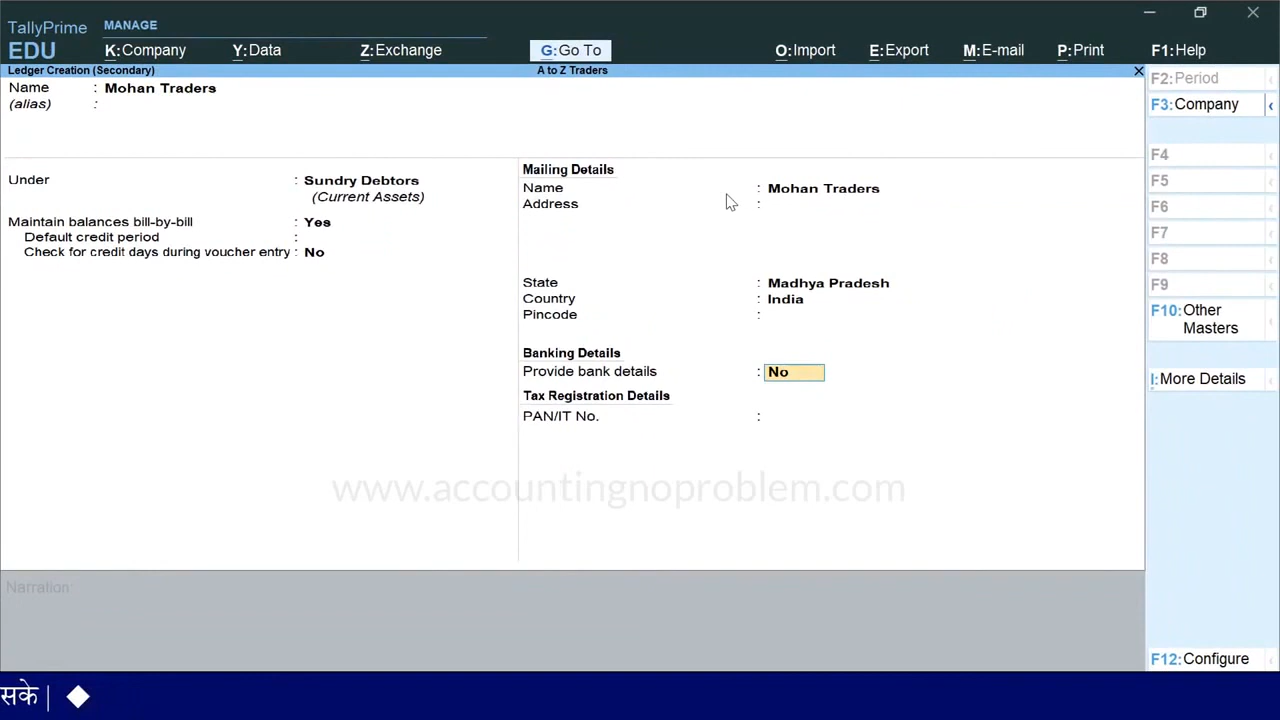 TallyPrime MANAGE
EDU K:Company Y:Data Z:Exchange G:Go To O:Import E:Export M:E-mail P:Print F1:Help
Ledger Creation (Secondary) A to Z Traders
Name : Mohan Traders
(alias) :
Under : Sundry Debtors
(Current Assets)
Maintain balances bill-by-bill : Yes
Default credit period :
Check for credit days during voucher entry : No
Mailing Details
Name : Mohan Traders
Address :
State : Madhya Pradesh
Country : India
Pincode :
Banking Details
Provide bank details : No
Tax Registration Details
PAN/IT No. :
www.accountingnoproblem.com
Narration:
F2:Period
F3:Company
F4
F5
F6
F7
F8
F9
F10:Other
Masters
I:More Details
F12:Configure
सके |